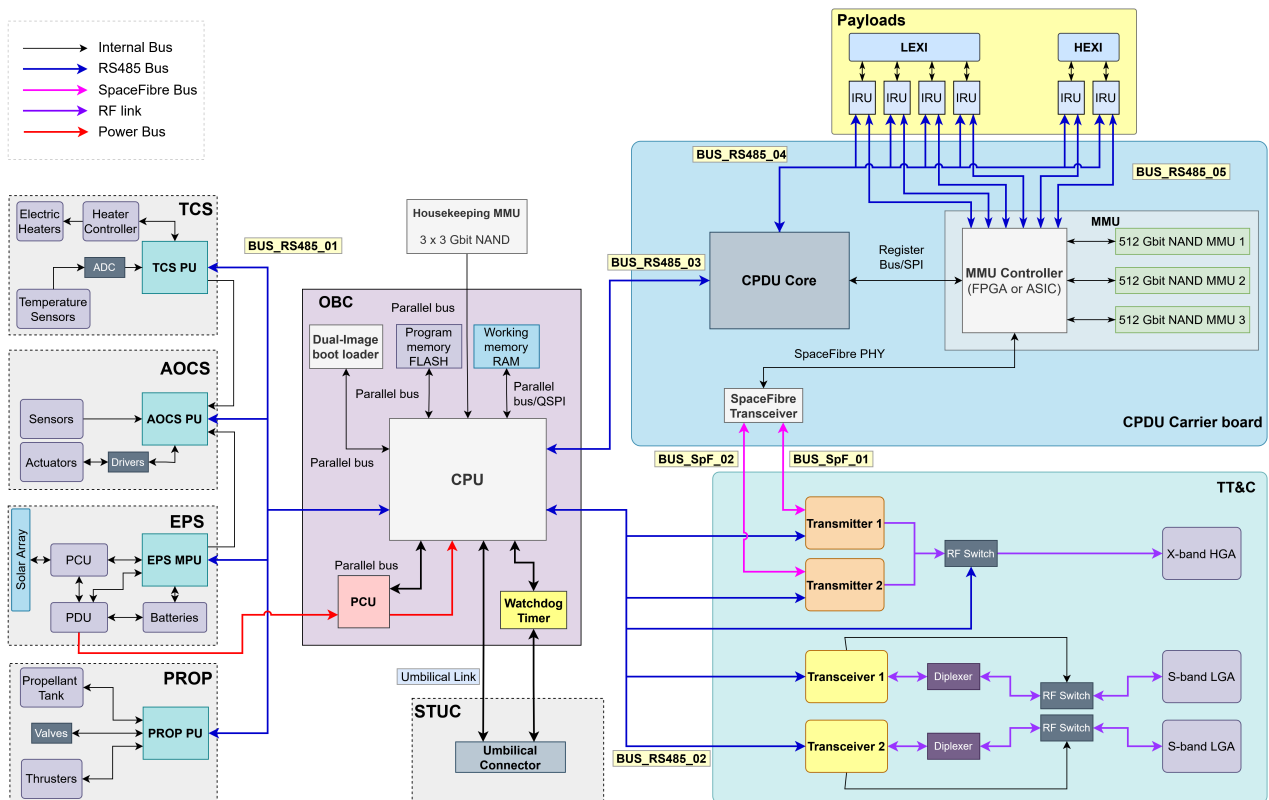 Internal Bus
RS485 Bus
SpaceFibre Bus
RF link
Power Bus
Payloads
LEXI
HEXI
IRU
IRU
IRU
IRU
IRU
IRU
BUS_RS485_04
BUS_RS485_05
TCS
Electric
Heaters
Heater
Controller
ADC
TCS PU
Temperature
Sensors
BUS_RS485_01
Housekeeping MMU
3 x 3 Gbit NAND
BUS_RS485_03
CPDU Core
Register
Bus/SPI
MMU
MMU Controller
(FPGA or ASIC)
512 Gbit NAND MMU 1
512 Gbit NAND MMU 2
512 Gbit NAND MMU 3
SpaceFibre PHY
SpaceFibre
Transceiver
CPDU Carrier board
OBC
Parallel bus
Dual-Image
boot loader
Program
memory
FLASH
Working
memory
RAM
Parallel bus
Parallel
bus/QSPI
Parallel bus
CPU
Parallel bus
PCU
Watchdog
Timer
AOCS
Sensors
AOCS PU
Actuators
Drivers
EPS
Solar Array
PCU
EPS MPU
PDU
Batteries
PROP
Propellant
Tank
Valves
PROP PU
Thrusters
Umbilical Link
STUC
Umbilical
Connector
BUS_SpF_02
BUS_SpF_01
TT&C
Transmitter 1
Transmitter 2
RF Switch
X-band HGA
Transceiver 1
Diplexer
RF Switch
S-band LGA
Transceiver 2
Diplexer
RF Switch
S-band LGA
BUS_RS485_02